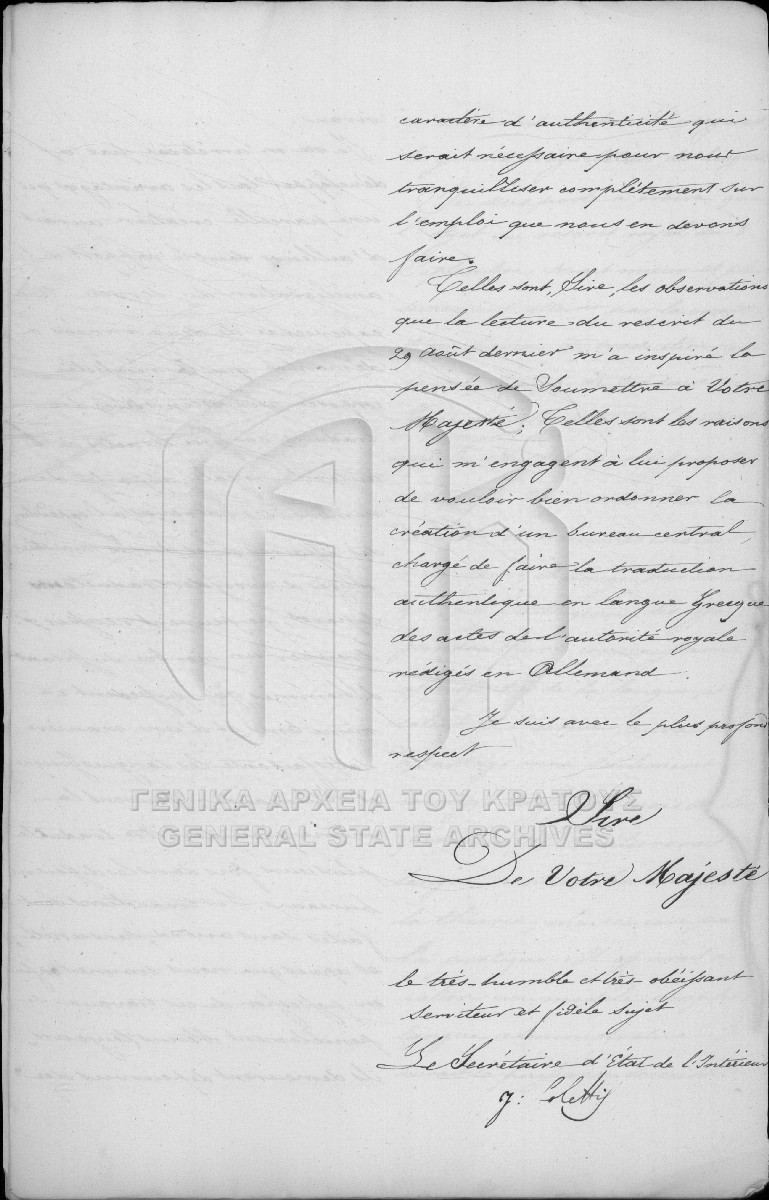 caractère d'authenticité qui
serait nécessaire pour nous
tranquilliser complétement sur
l'emploi que nous en devons
faire.
Telles sont, Sire, les observations
que la lecture du rescrit du
29 Août dernier m'a inspiré la
pensée de Soumettre à Votre
Majesté. Telles sont les raisons
qui m'engagent à lui proposer
de vouloir bien ordonner la
création d'un bureau central,
chargé de faire la traduction
authentique en langue Grecque
des actes de l'autorité royale
rédigés en Allemand.
Je suis avec le plus profond
respect
ΓΕΝΙΚΑ ΑΡΧΕΙΑ ΤΟΥ ΚΡΑΤΟΥΣ
GENERAL STATE ARCHIVES
Sire
De Votre Majesté
le très-humble et très-obéissant
serviteur et fidèle sujet
Le Secrétaire d'État de l'Intérieur
J: Colettis